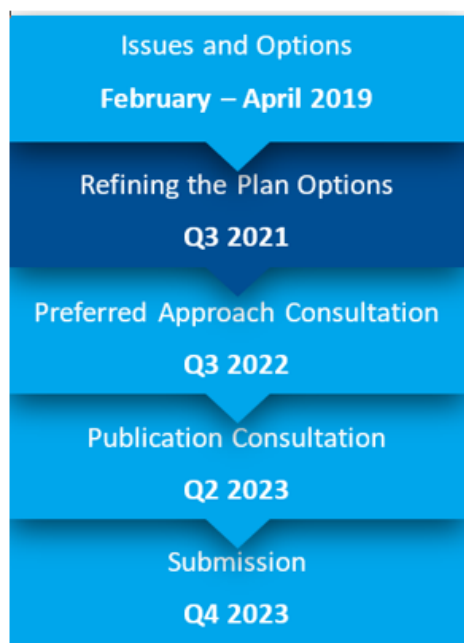 Issues and Options
February – April 2019
Refining the Plan Options
Q3 2021
Preferred Approach Consultation
Q3 2022
Publication Consultation
Q2 2023
Submission
Q4 2023